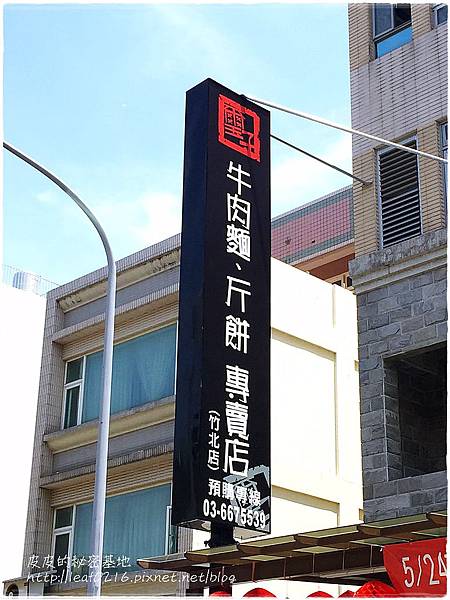 牛肉麵、斤餅 專賣店
(竹北店)
預購專線
03-6675539
5/24
皮皮的秘密基地
http://leaf0216.pixnet.net/blog